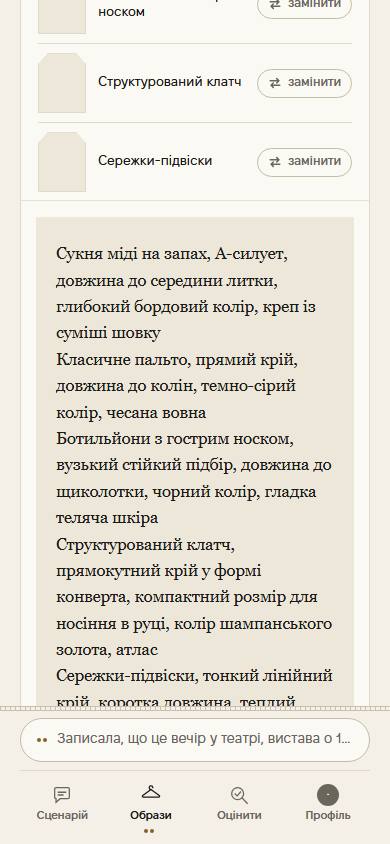 носком
замінити
Структурований клатч
замінити
Сережки-підвіски
замінити
Сукня міді на запах, А-силует,
довжина до середини литки,
глибокий бордовий колір, креп із
суміші шовку
Класичне пальто, прямий крій,
довжина до колін, темно-сірий
колір, чесана вовна
Ботильйони з гострим носком,
вузький стійкий підбір, довжина до
щиколотки, чорний колір, гладка
теляча шкіра
Структурований клатч,
прямокутний крій у формі
конверта, компактний розмір для
носіння в руці, колір шампанського
золота, атлас
Сережки-підвіски, тонкий лінійний
крій, коротка довжина, теплий
Записала, що це вечір у театрі, вистава о 1...
Сценарій
Образи
Оцінити
Профіль